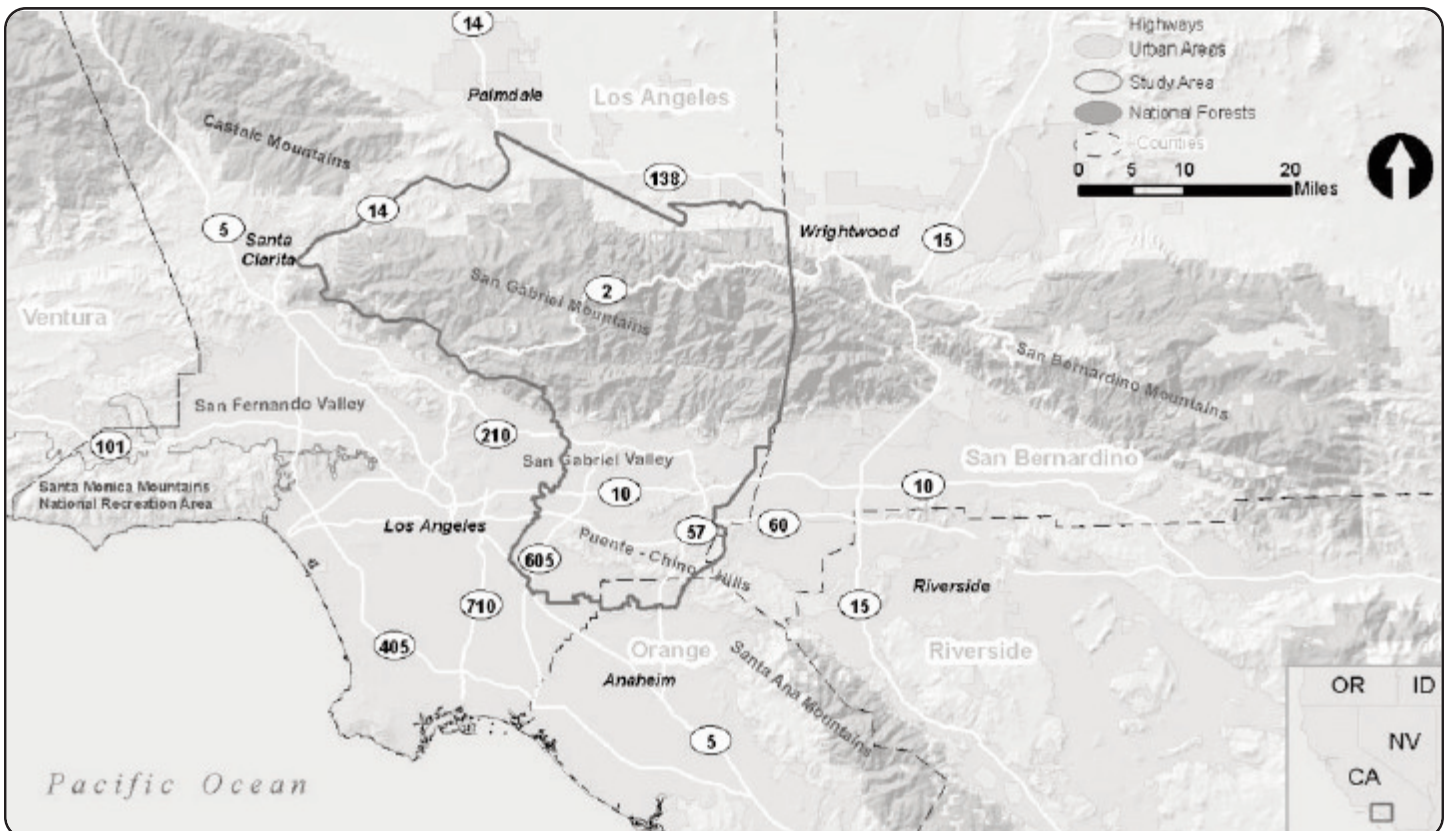 14
Highways
Urban Areas
Study Area
National Forests
Counties
0 5 10 20
Miles
Palmdale
Los Angeles
Castaic Mountains
138
14
5
Santa
Clarita
Wrightwood
15
San Gabriel Mountains
2
Ventura
San Bernardino Mountains
San Fernando Valley
101
210
San Gabriel Valley
San Bernardino
Santa Monica Mountains
National Recreation Area
10
10
Los Angeles
57
60
605
Puente - Chino Hills
710
Riverside
15
405
Orange
Riverside
Santa Ana Mountains
Anaheim
5
OR ID
NV
CA
Pacific Ocean